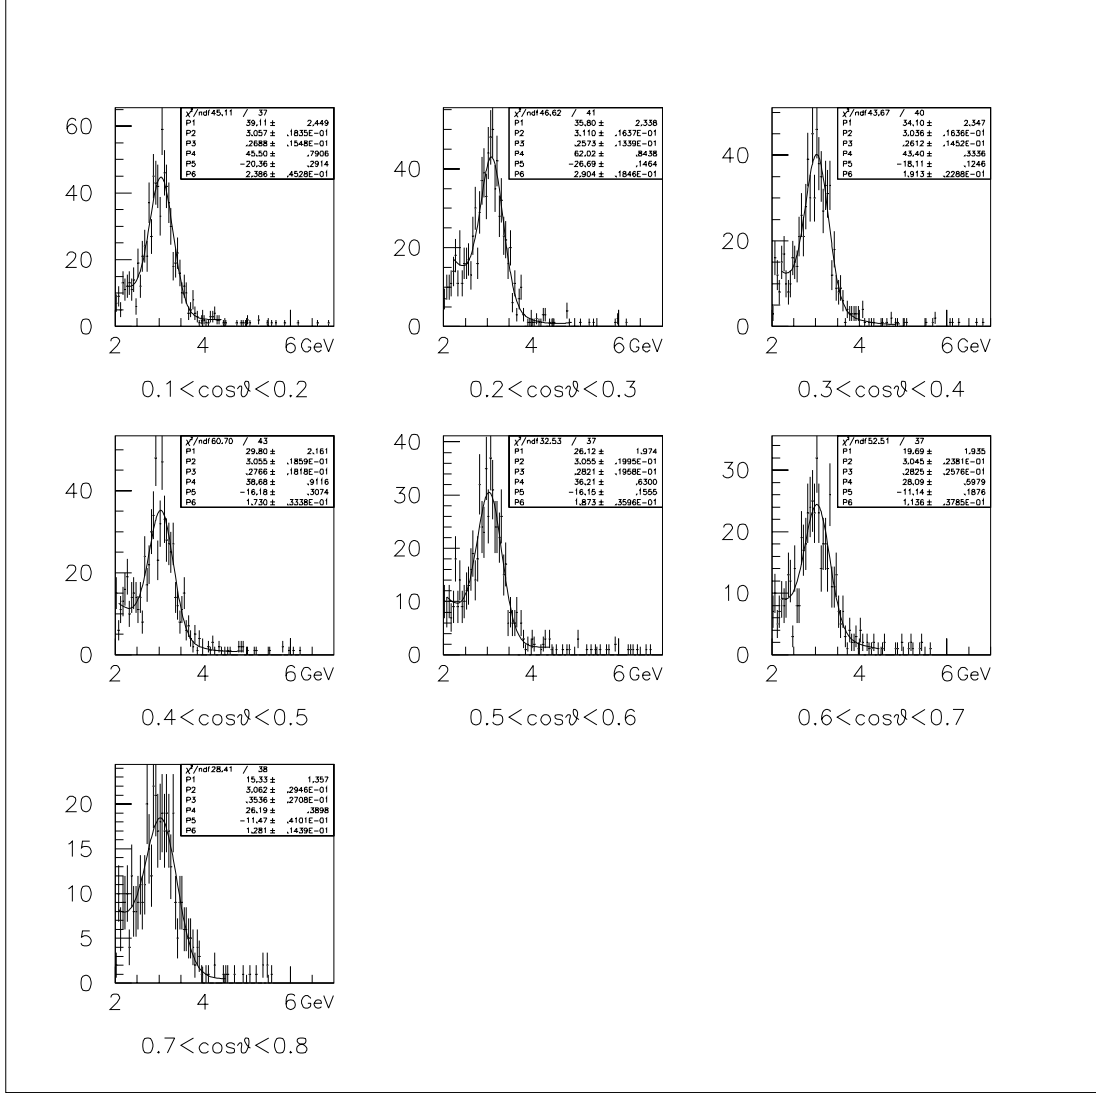 χ²/ndf 45.11 / 37
P1 39.11 ± 2.449
P2 3.057 ± .1835E-01
P3 .2688 ± .1548E-01
P4 45.50 ± .7906
P5 -20.36 ± .2914
P6 2.386 ± .4528E-01
60
40
20
0
2 4 6 GeV
0.1<cosϑ<0.2
χ²/ndf 46.62 / 41
P1 35.80 ± 2.338
P2 3.110 ± .1637E-01
P3 .2573 ± .1339E-01
P4 62.02 ± .8438
P5 -26.69 ± .1464
P6 2.904 ± .1846E-01
40
20
0
2 4 6 GeV
0.2<cosϑ<0.3
χ²/ndf 43.67 / 40
P1 34.10 ± 2.347
P2 3.036 ± .1636E-01
P3 .2612 ± .1452E-01
P4 43.40 ± .3336
P5 -18.11 ± .1246
P6 1.913 ± .2288E-01
40
20
0
2 4 6 GeV
0.3<cosϑ<0.4
χ²/ndf 60.70 / 43
P1 29.80 ± 2.161
P2 3.055 ± .1859E-01
P3 .2766 ± .1818E-01
P4 38.68 ± .9116
P5 -16.18 ± .3074
P6 1.730 ± .3338E-01
40
20
0
2 4 6 GeV
0.4<cosϑ<0.5
χ²/ndf 32.53 / 37
P1 26.12 ± 1.974
P2 3.055 ± .1995E-01
P3 .2821 ± .1958E-01
P4 36.21 ± .6300
P5 -16.15 ± .1555
P6 1.873 ± .3596E-01
40
30
20
10
0
2 4 6 GeV
0.5<cosϑ<0.6
χ²/ndf 52.51 / 37
P1 19.69 ± 1.935
P2 3.045 ± .2381E-01
P3 .2825 ± .2576E-01
P4 28.09 ± .5979
P5 -11.14 ± .1876
P6 1.136 ± .3785E-01
30
20
10
0
2 4 6 GeV
0.6<cosϑ<0.7
χ²/ndf 28.41 / 38
P1 15.33 ± 1.357
P2 3.062 ± .2946E-01
P3 .3536 ± .2708E-01
P4 26.19 ± .3898
P5 -11.47 ± .4101E-01
P6 1.281 ± .1439E-01
20
15
10
5
0
2 4 6 GeV
0.7<cosϑ<0.8